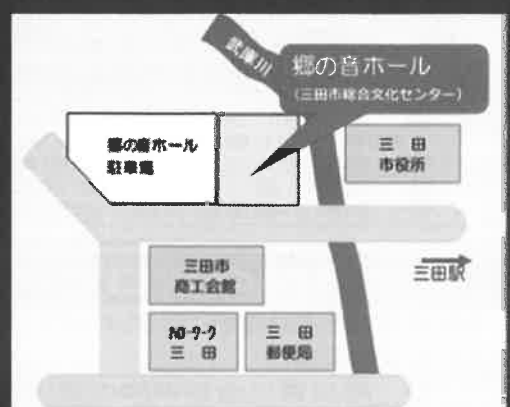 武庫川
郷の音ホール
(三田市総合文化センター)
郷の音ホール
駐車場
三田
市役所
三田駅
三田市
商工会館
ハローワーク
三田
三田
郵便局